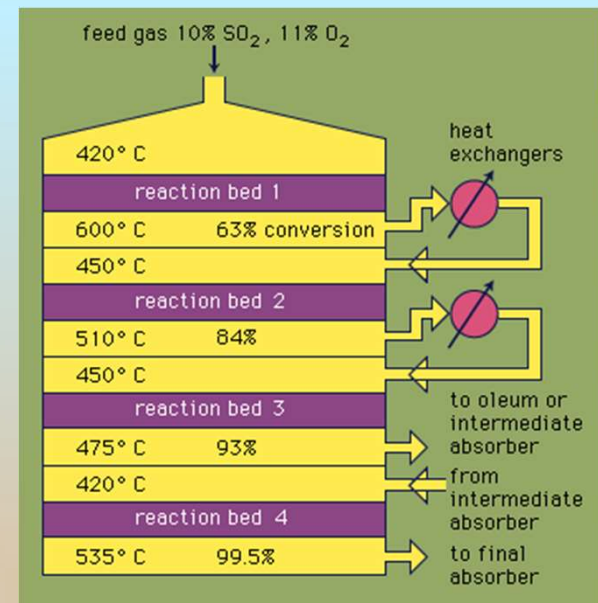 feed gas 10% SO₂, 11% O₂
heat
exchangers
420° C
reaction bed 1
600° C 63% conversion
450° C
reaction bed 2
510° C 84%
450° C
reaction bed 3
to oleum or
intermediate
absorber
475° C 93%
420° C
from
intermediate
absorber
reaction bed 4
535° C 99.5%
to final
absorber